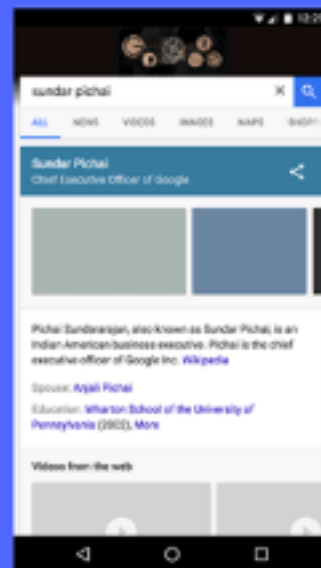 sundar pichai
ALL NEWS VIDEOS IMAGES MAPS
Sundar Pichai
Chief Executive Officer of Google
Pichai Sundararajan, also known as Sundar Pichai, is an
Indian American business executive. Pichai is the chief
executive officer of Google Inc. Wikipedia
Spouse: Anjali Pichai
Education: Wharton School of the University of
Pennsylvania (2002), More
Videos from the web